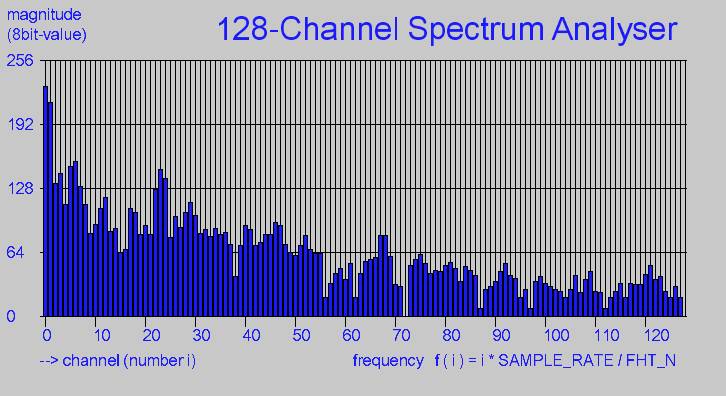 magnitude
(8bit-value)
128-Channel Spectrum Analyser
256
192
128
64
0
0 10 20 30 40 50 60 70 80 90 100 110 120
--> channel (number i)
frequency f ( i ) = i * SAMPLE_RATE / FHT_N